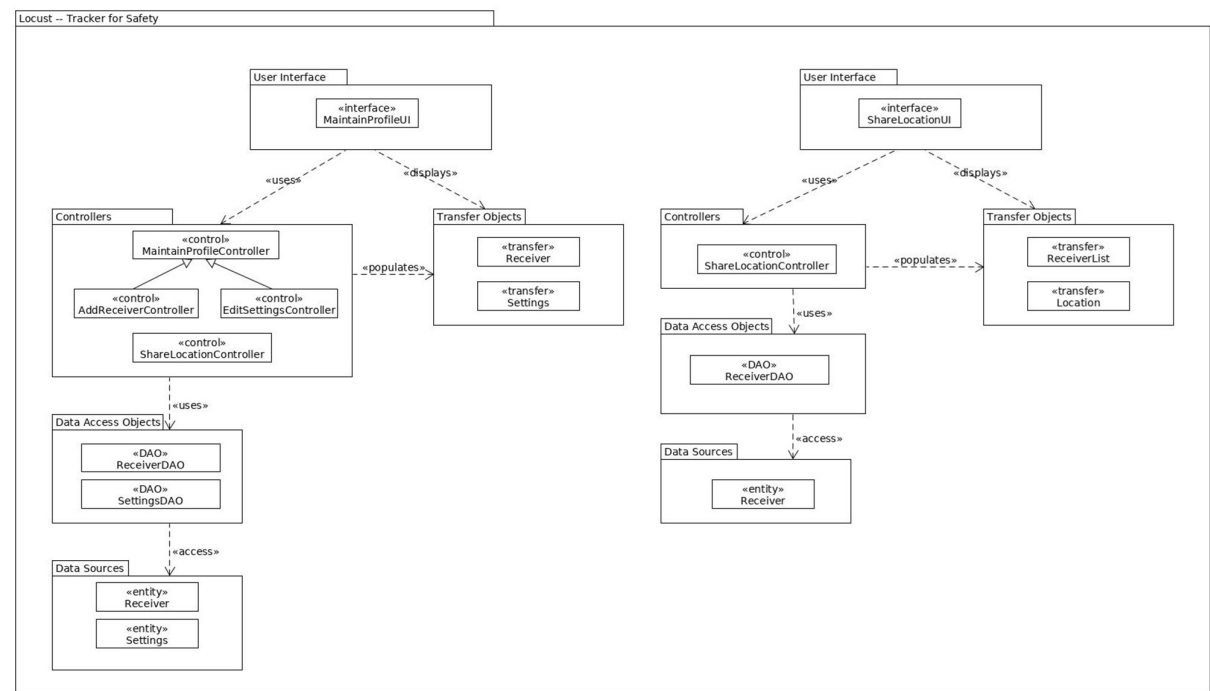 Locust -- Tracker for Safety
User Interface
«interface»
MaintainProfileUI
«uses»
«displays»
Controllers
«control»
MaintainProfileController
«control»
AddReceiverController
«control»
EditSettingsController
«control»
ShareLocationController
«populates»
Transfer Objects
«transfer»
Receiver
«transfer»
Settings
«uses»
Data Access Objects
«DAO»
ReceiverDAO
«DAO»
SettingsDAO
«access»
Data Sources
«entity»
Receiver
«entity»
Settings
User Interface
«interface»
ShareLocationUI
«uses»
«displays»
Controllers
«control»
ShareLocationController
«populates»
Transfer Objects
«transfer»
ReceiverList
«transfer»
Location
«uses»
Data Access Objects
«DAO»
ReceiverDAO
«access»
Data Sources
«entity»
Receiver